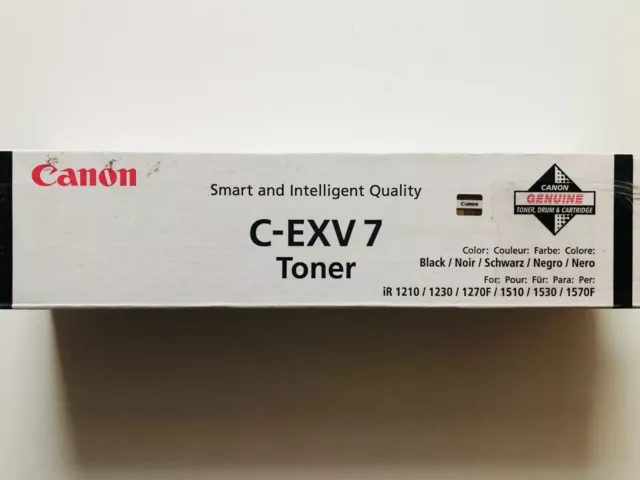 Canon
Smart and Intelligent Quality
C-EXV 7
Toner
Canon
CANON
GENUINE
TONER, DRUM & CARTRIDGE
Color: Couleur: Farbe: Colore:
Black / Noir / Schwarz / Negro / Nero
For: Pour: Für: Para: Per:
iR 1210 / 1230 / 1270F / 1510 / 1530 / 1570F